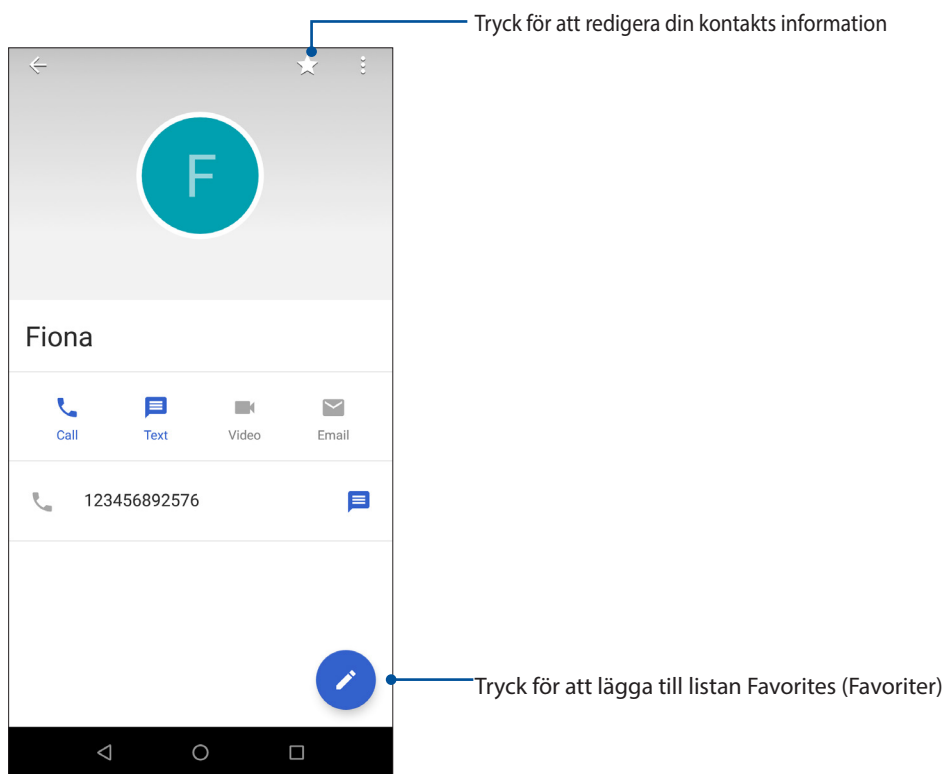 Tryck för att redigera din kontakts information
F
Fiona
Call Text Video Email
123456892576
Tryck för att lägga till listan Favorites (Favoriter)